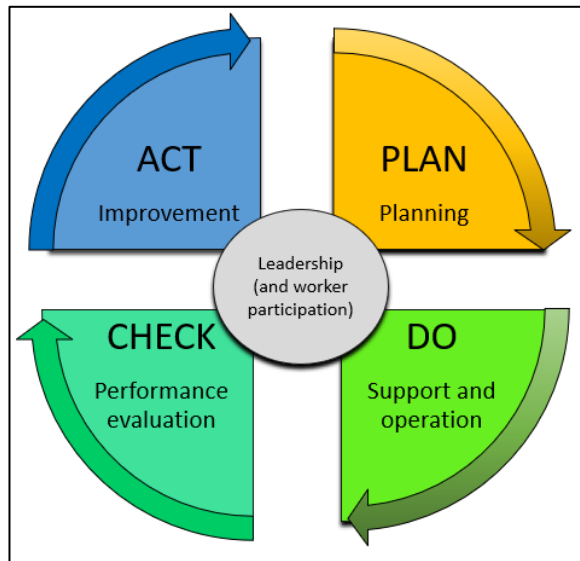 ACT
Improvement
PLAN
Planning
Leadership
(and worker
participation)
CHECK
Performance
evaluation
DO
Support and
operation